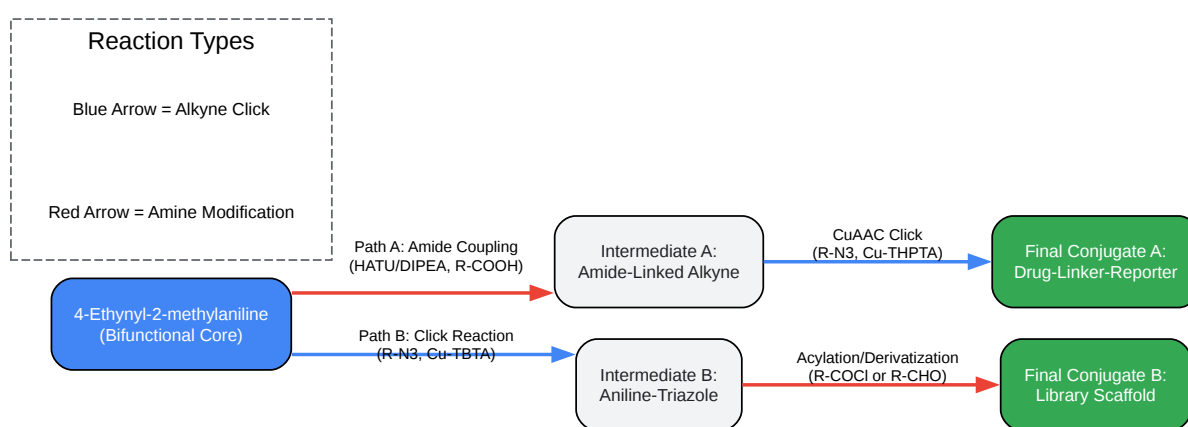 Reaction Types
Blue Arrow = Alkyne Click
Red Arrow = Amine Modification
4-Ethynyl-2-methylaniline
(Bifunctional Core)
Path A: Amide Coupling
(HATU/DIPEA, R-COOH)
Intermediate A:
Amide-Linked Alkyne
CuAAC Click
(R-N3, Cu-THPTA)
Final Conjugate A:
Drug-Linker-Reporter
Path B: Click Reaction
(R-N3, Cu-TBTA)
Intermediate B:
Aniline-Triazole
Acylation/Derivatization
(R-COCl or R-CHO)
Final Conjugate B:
Library Scaffold